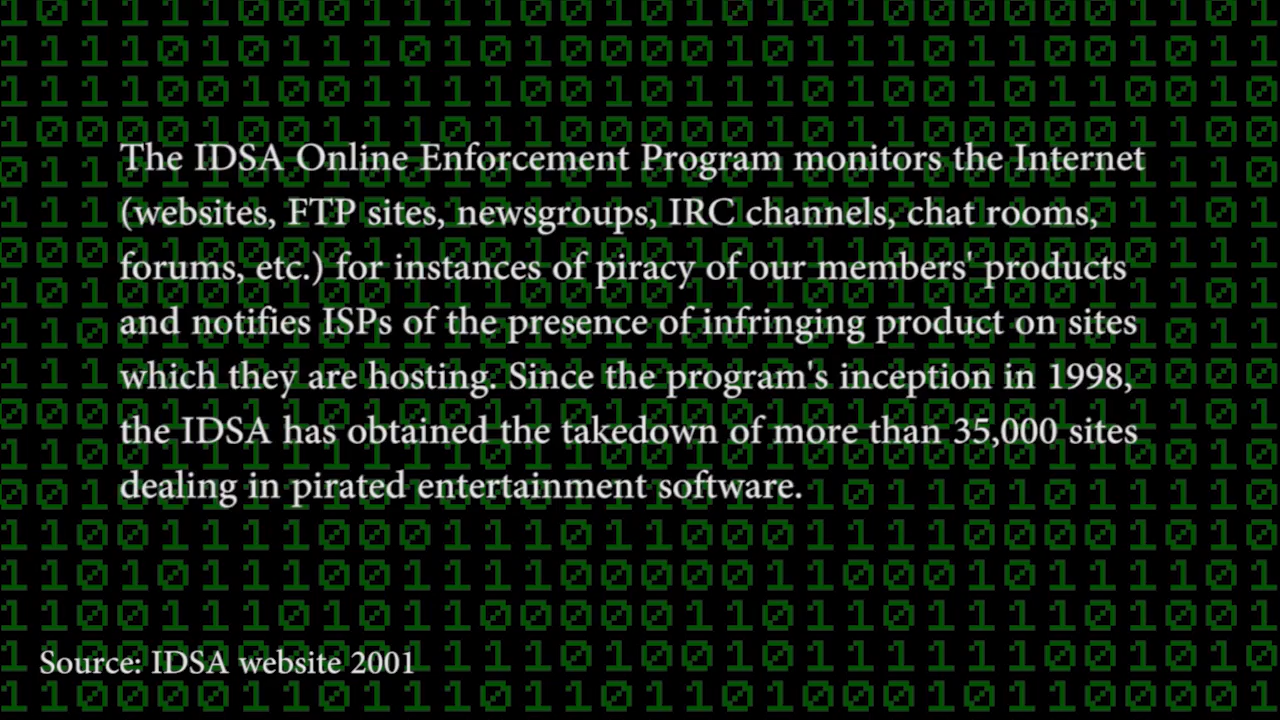 The IDSA Online Enforcement Program monitors the Internet
(websites, FTP sites, newsgroups, IRC channels, chat rooms,
forums, etc.) for instances of piracy of our members' products
and notifies ISPs of the presence of infringing product on sites
which they are hosting. Since the program's inception in 1998,
the IDSA has obtained the takedown of more than 35,000 sites
dealing in pirated entertainment software.
Source: IDSA website 2001